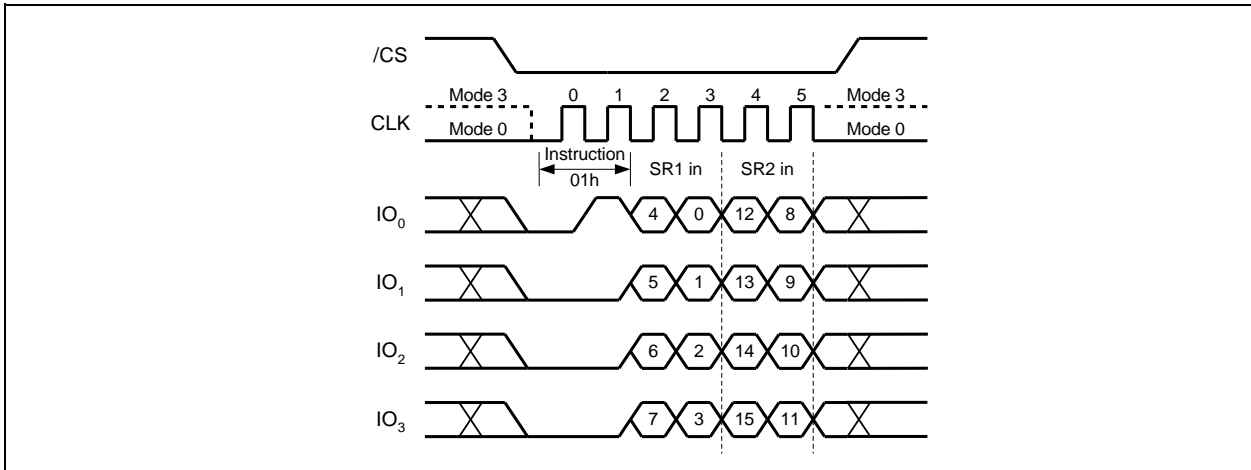 /CS
Mode 3 0 1 2 3 4 5 Mode 3
CLK Mode 0 Mode 0
Instruction SR1 in SR2 in
01h
IO0 4 0 12 8
IO1 5 1 13 9
IO2 6 2 14 10
IO3 7 3 15 11